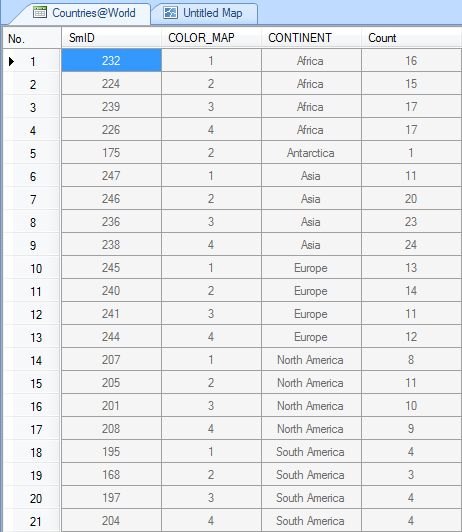 Countries@World Untitled Map
No. SmID COLOR_MAP CONTINENT Count
1 232 1 Africa 16
2 224 2 Africa 15
3 239 3 Africa 17
4 226 4 Africa 17
5 175 2 Antarctica 1
6 247 1 Asia 11
7 246 2 Asia 20
8 236 3 Asia 23
9 238 4 Asia 24
10 245 1 Europe 13
11 240 2 Europe 14
12 241 3 Europe 11
13 244 4 Europe 12
14 207 1 North America 8
15 205 2 North America 11
16 201 3 North America 10
17 208 4 North America 9
18 195 1 South America 4
19 168 2 South America 3
20 197 3 South America 4
21 204 4 South America 4